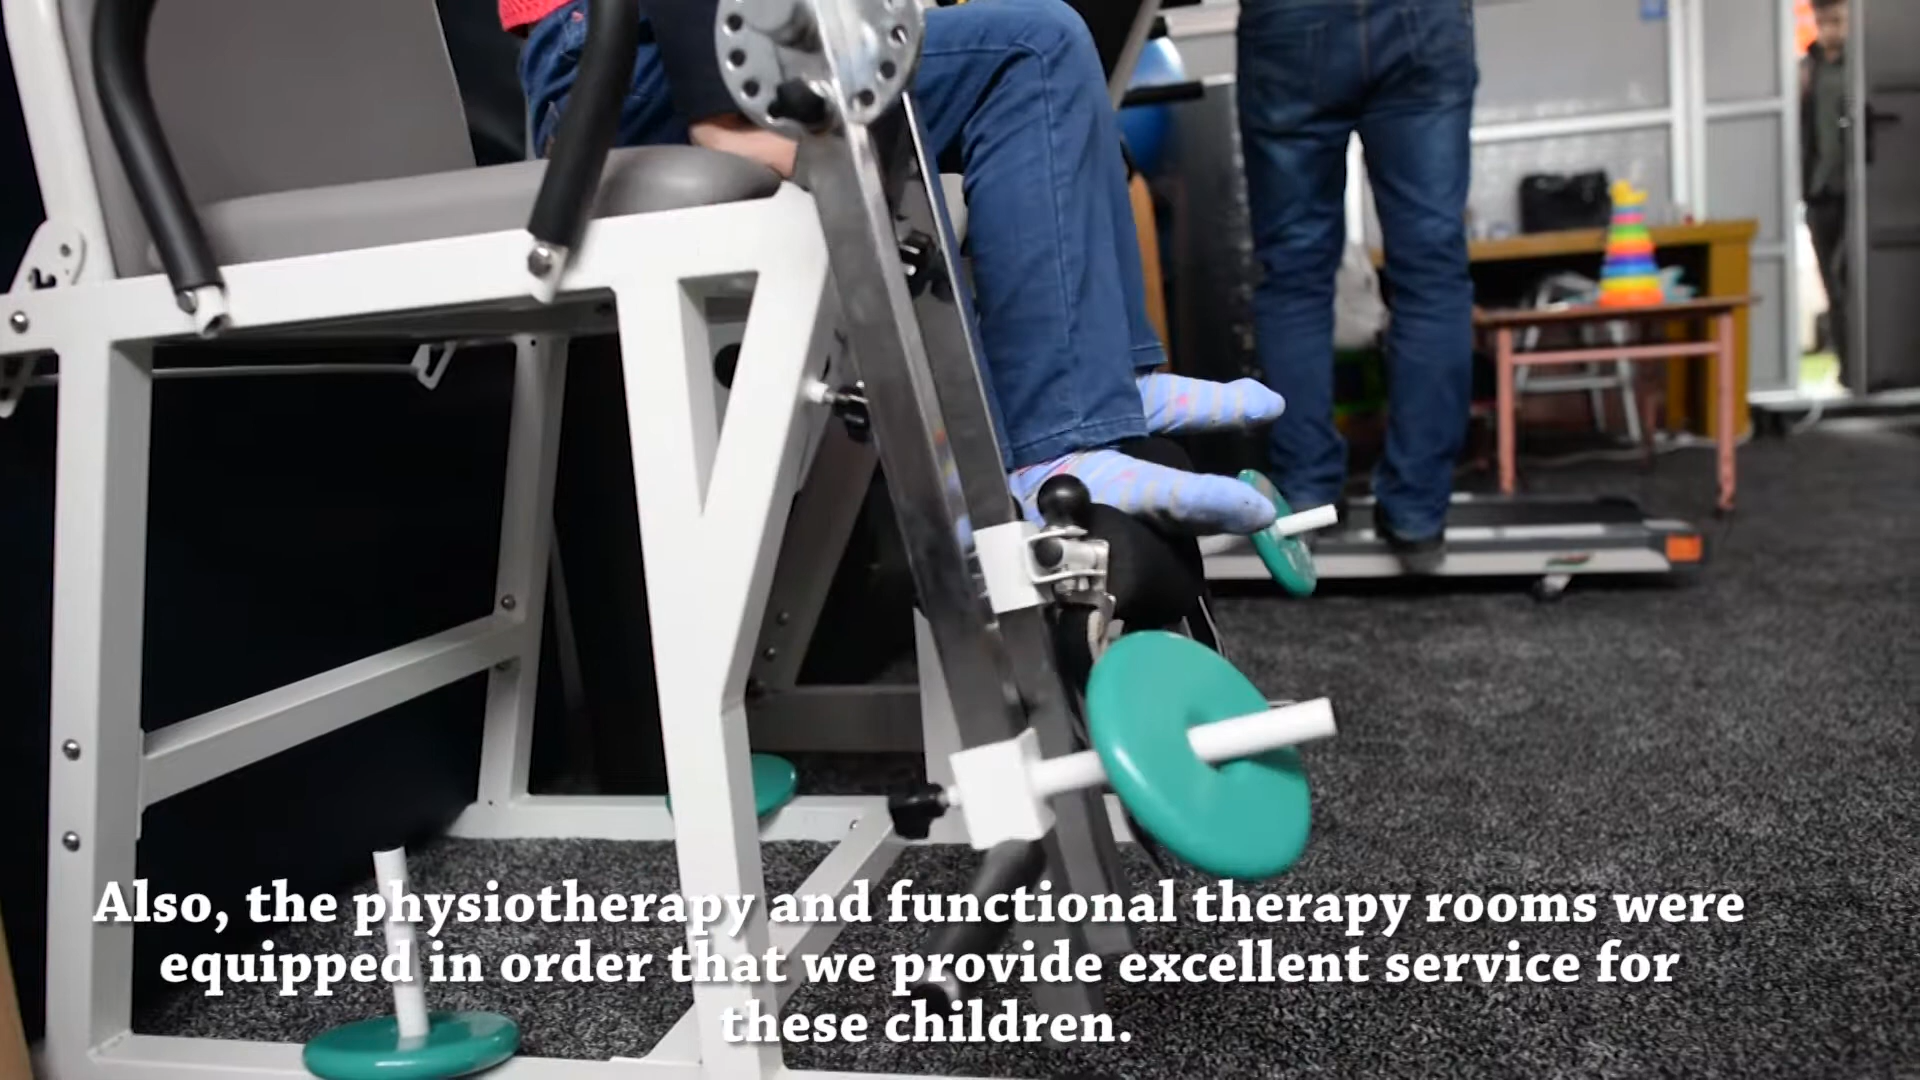 Also, the physiotherapy and functional therapy rooms were
equipped in order that we provide excellent service for
these children.